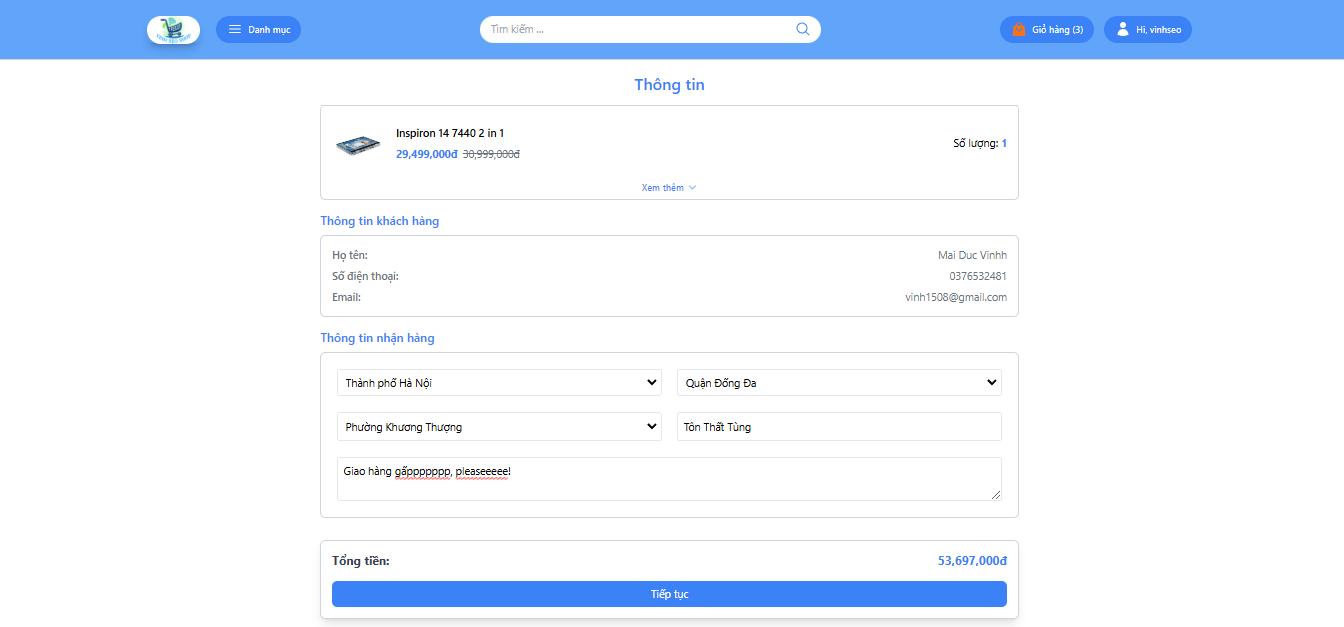 Danh mục
Tìm kiếm ...
Giỏ hàng (3)
Hi, vinhseo
Thông tin
Inspiron 14 7440 2 in 1
29,499,000đ 30,999,000đ
Số lượng: 1
Xem thêm
Thông tin khách hàng
Họ tên: Mai Duc Vinhh
Số điện thoại: 0376532481
Email: vinh1508@gmail.com
Thông tin nhận hàng
Thành phố Hà Nội
Quận Đống Đa
Phường Khương Thượng
Tôn Thất Tùng
Giao hàng gấppppppp, pleaseeeee!
Tổng tiền: 53,697,000đ
Tiếp tục